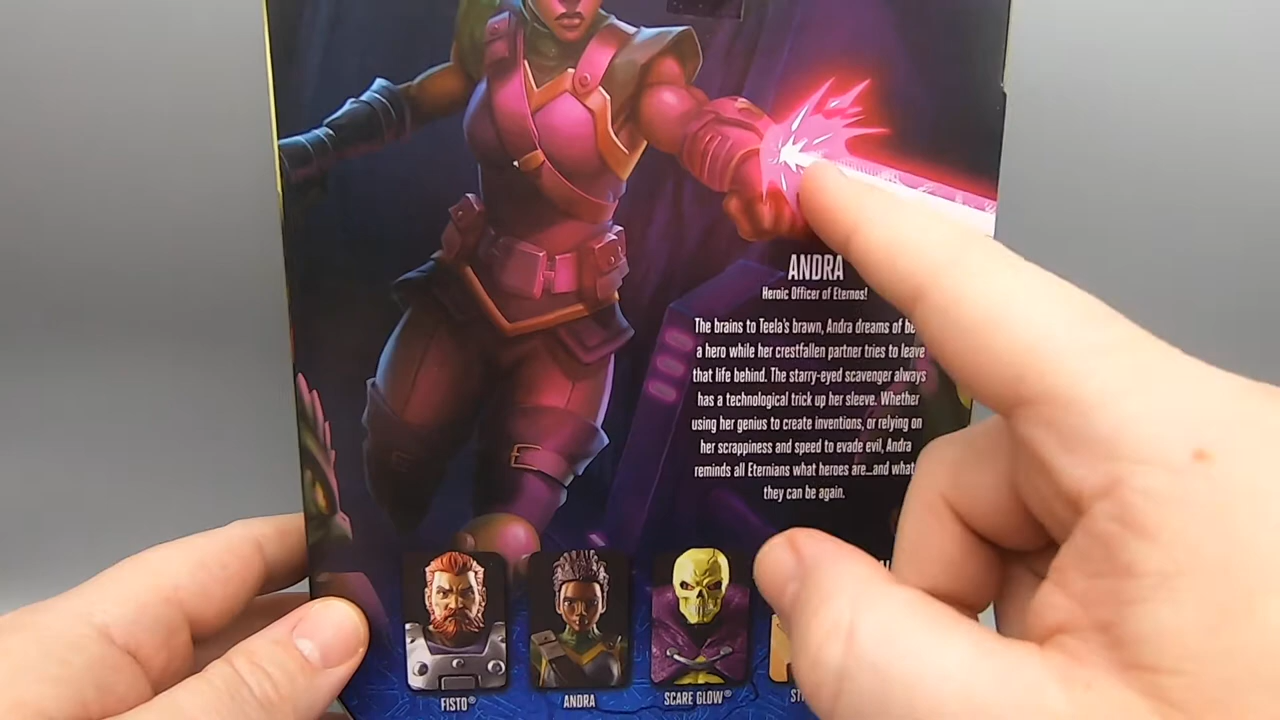 ANDRA
Heroic Officer of Eternos!
The brains to Teela's brawn, Andra dreams of
a hero while her crestfallen partner tries to leave
that life behind. The starry-eyed scavenger always
has a technological trick up her sleeve. Whether
using her genius to create inventions, or relying on
her scrappiness and speed to evade evil, Andra
reminds all Eternians what heroes are...and what
they can be again.
FISTO®
ANDRA
SCARE GLOW®